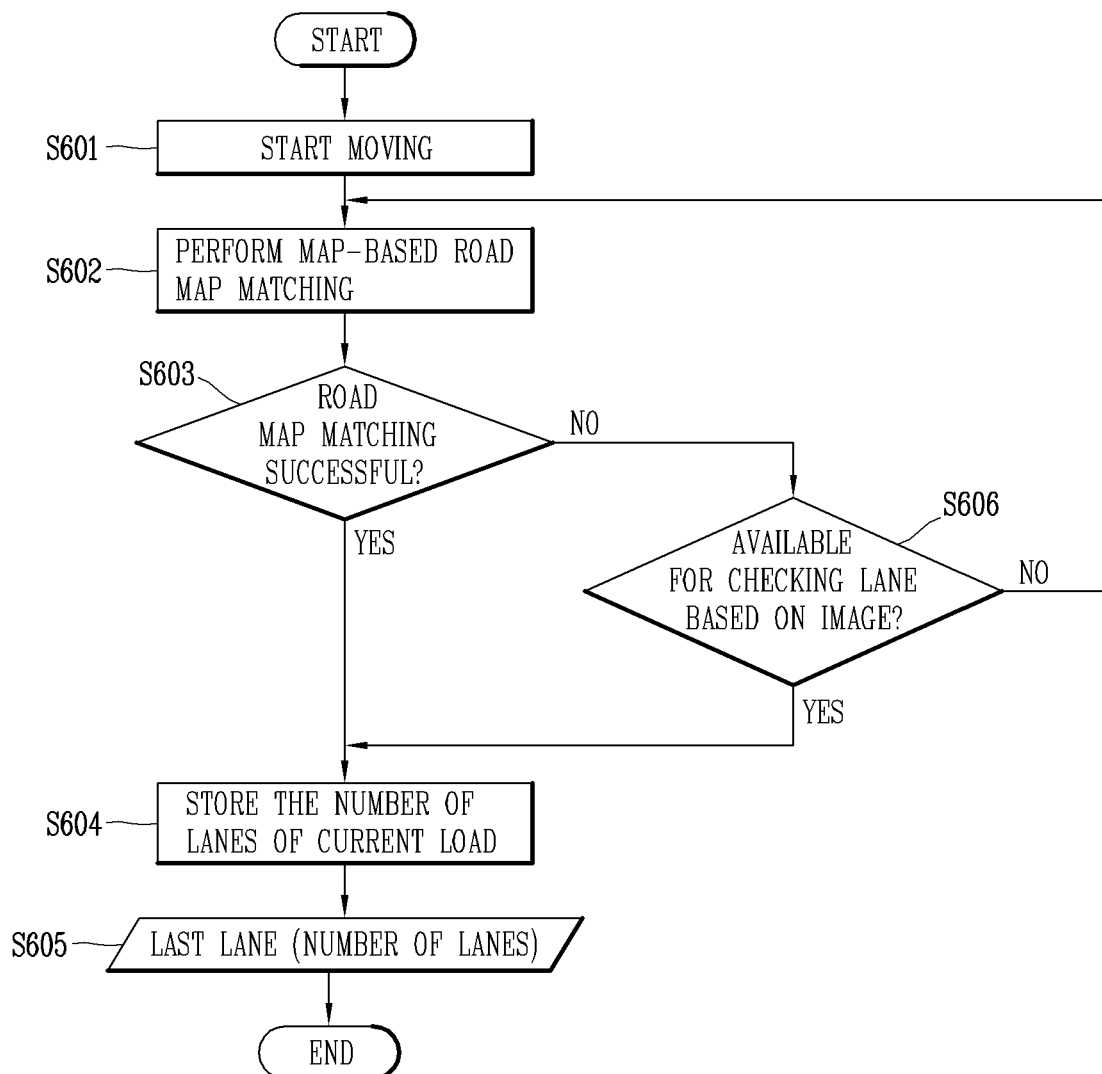 START
S601
START MOVING
S602
PERFORM MAP-BASED ROAD
MAP MATCHING
S603
ROAD
MAP MATCHING
SUCCESSFUL?
NO
YES
S606
AVAILABLE
FOR CHECKING LANE
BASED ON IMAGE?
NO
YES
S604
STORE THE NUMBER OF
LANES OF CURRENT LOAD
S605
LAST LANE (NUMBER OF LANES)
END